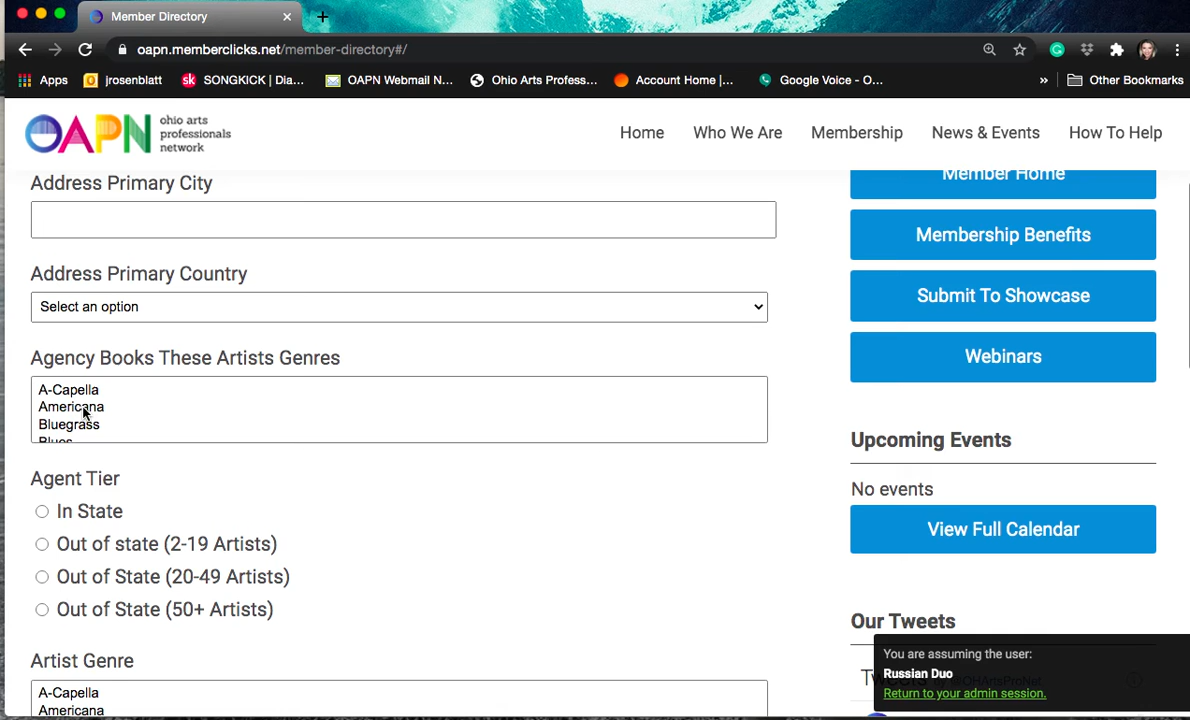 Member Directory
oapn.memberclicks.net/member-directory#/
Apps
jrosenblatt
sk SONGKICK | Dia...
OAPN Webmail N...
Ohio Arts Profess...
Account Home |...
Google Voice - O...
»
Other Bookmarks
OAPN
ohio arts
professionals
network
Home
Who We Are
Membership
News & Events
How To Help
Address Primary City
Address Primary Country
Select an option
Agency Books These Artists Genres
A-Capella
Americana
Bluegrass
Blues
Agent Tier
In State
Out of state (2-19 Artists)
Out of State (20-49 Artists)
Out of State (50+ Artists)
Artist Genre
A-Capella
Americana
Member Home
Membership Benefits
Submit To Showcase
Webinars
Upcoming Events
No events
View Full Calendar
Our Tweets
You are assuming the user:
Russian Duo
Return to your admin session.